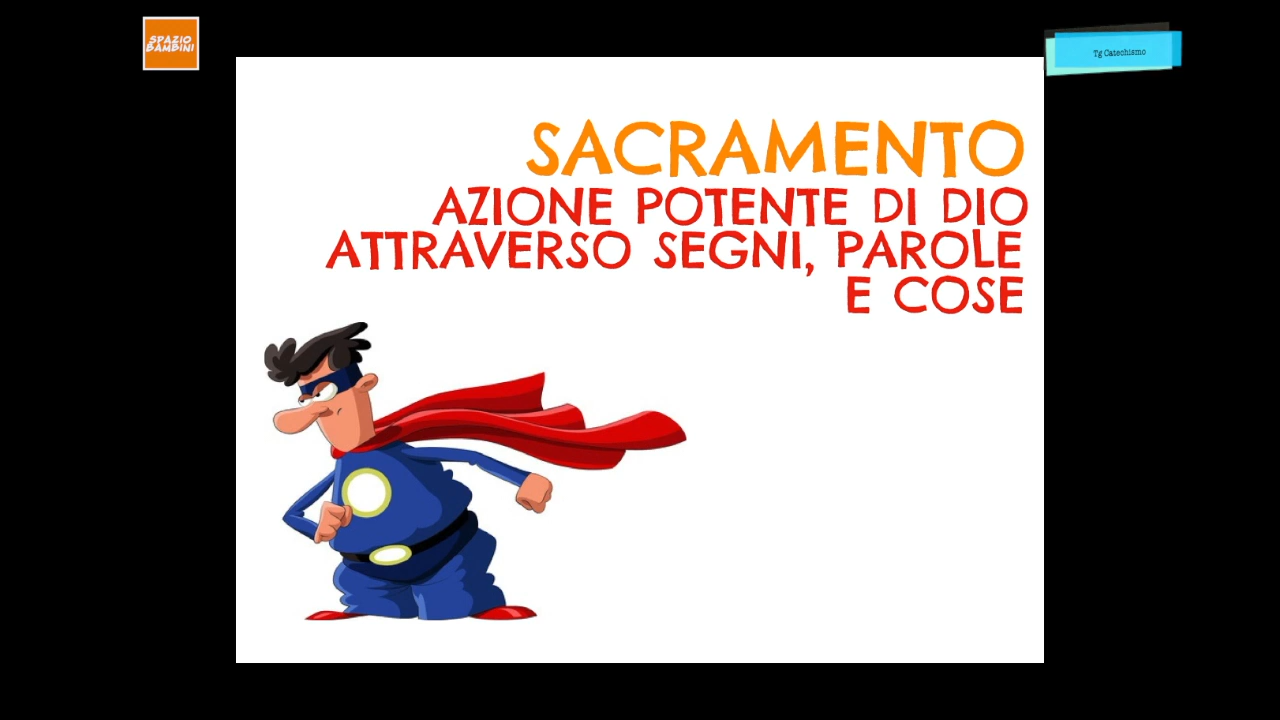 SPAZIO
BAMBINI
Tg Catechismo
SACRAMENTO
AZIONE POTENTE DI DIO
ATTRAVERSO SEGNI, PAROLE
E COSE